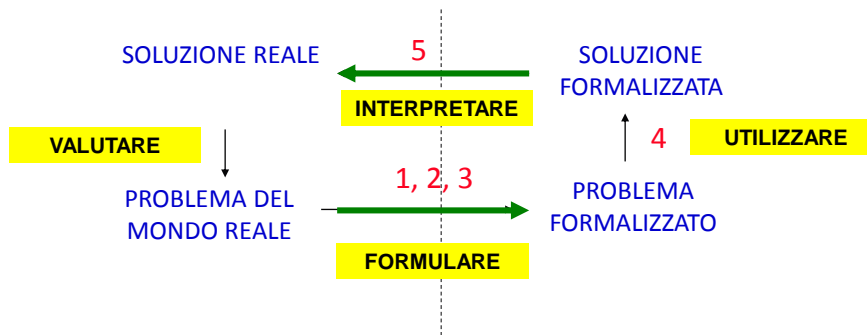 SOLUZIONE REALE
5
SOLUZIONE
FORMALIZZATA
INTERPRETARE
VALUTARE
4
UTILIZZARE
1, 2, 3
PROBLEMA DEL
MONDO REALE
PROBLEMA
FORMALIZZATO
FORMULARE